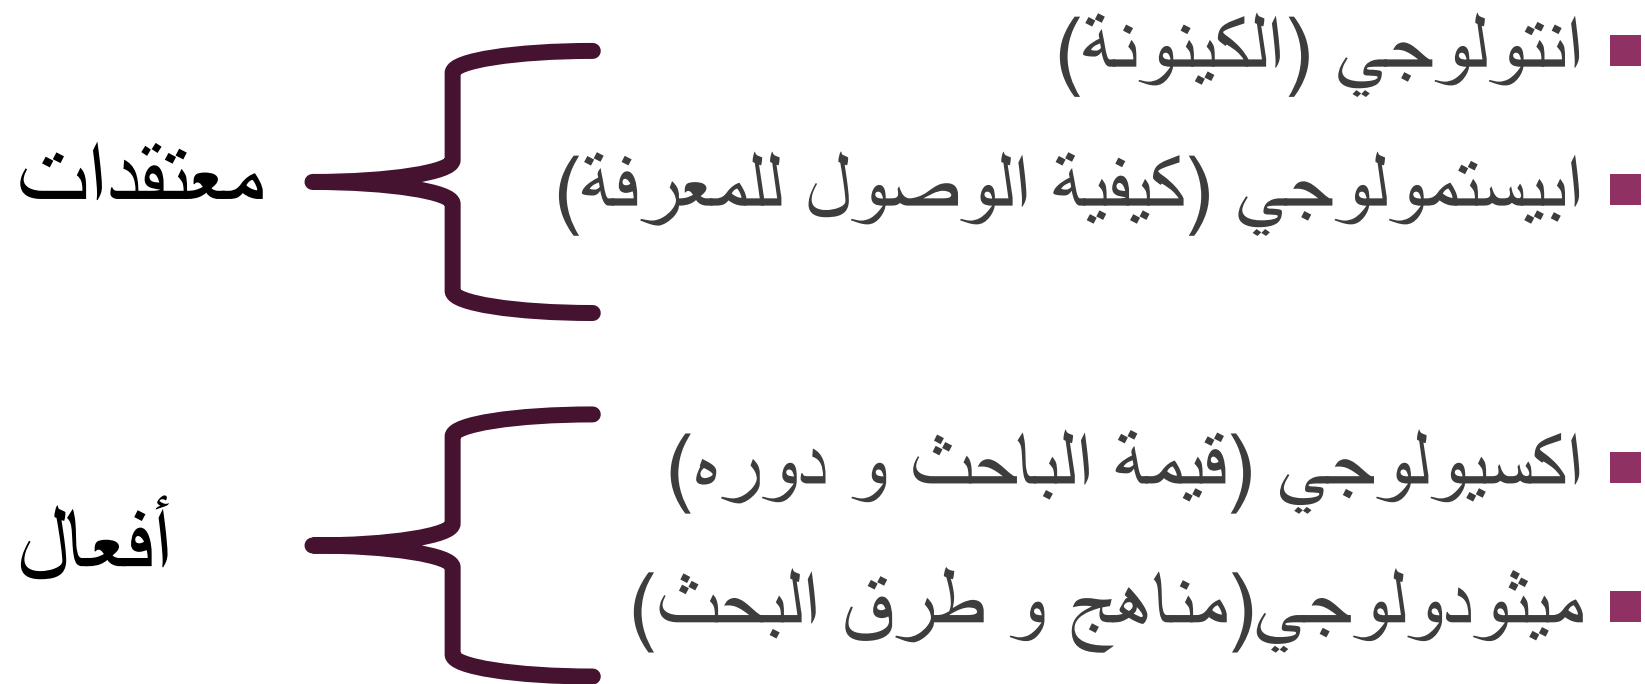 انتولوجي (الكينونة)
ابيستمولوجي (كيفية الوصول للمعرفة)
معتقدات
اكسيولوجي (قيمة الباحث و دوره)
ميثودولوجي(مناهج و طرق البحث)
أفعال